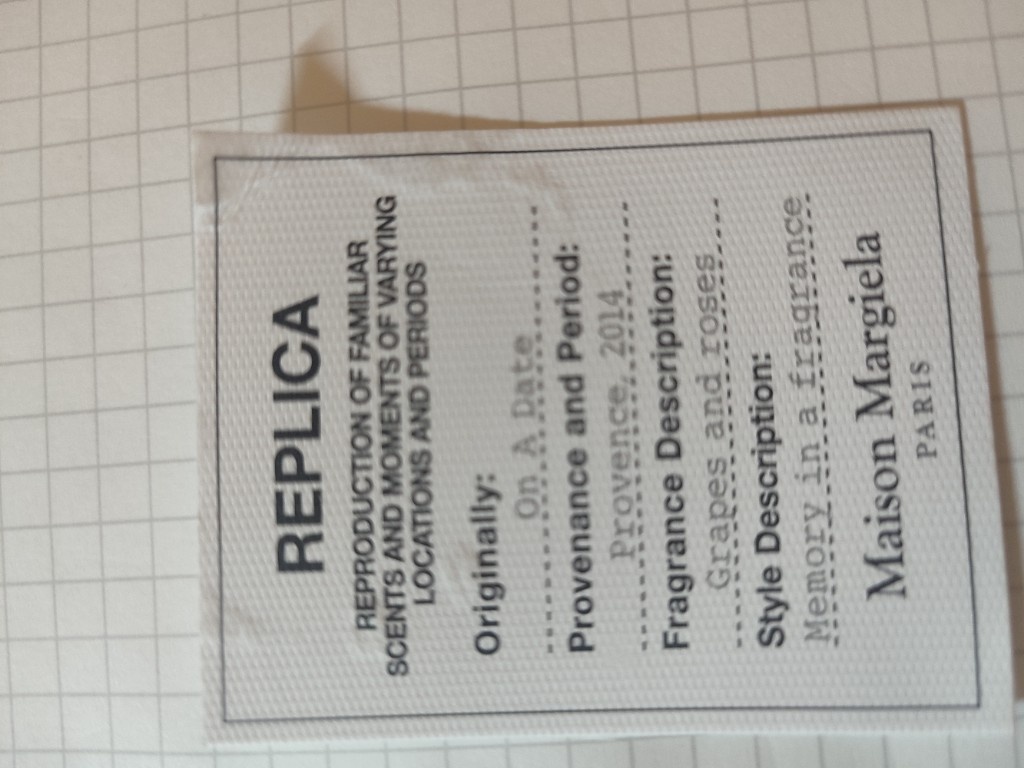 REPLICA
REPRODUCTION OF FAMILIAR
SCENTS AND MOMENTS OF VARYING
LOCATIONS AND PERIODS
Originally:
On A Date
Provenance and Period:
Provence, 2014
Fragrance Description:
Grapes and roses
Style Description:
Memory in a fragrance
Maison Margiela
PARIS